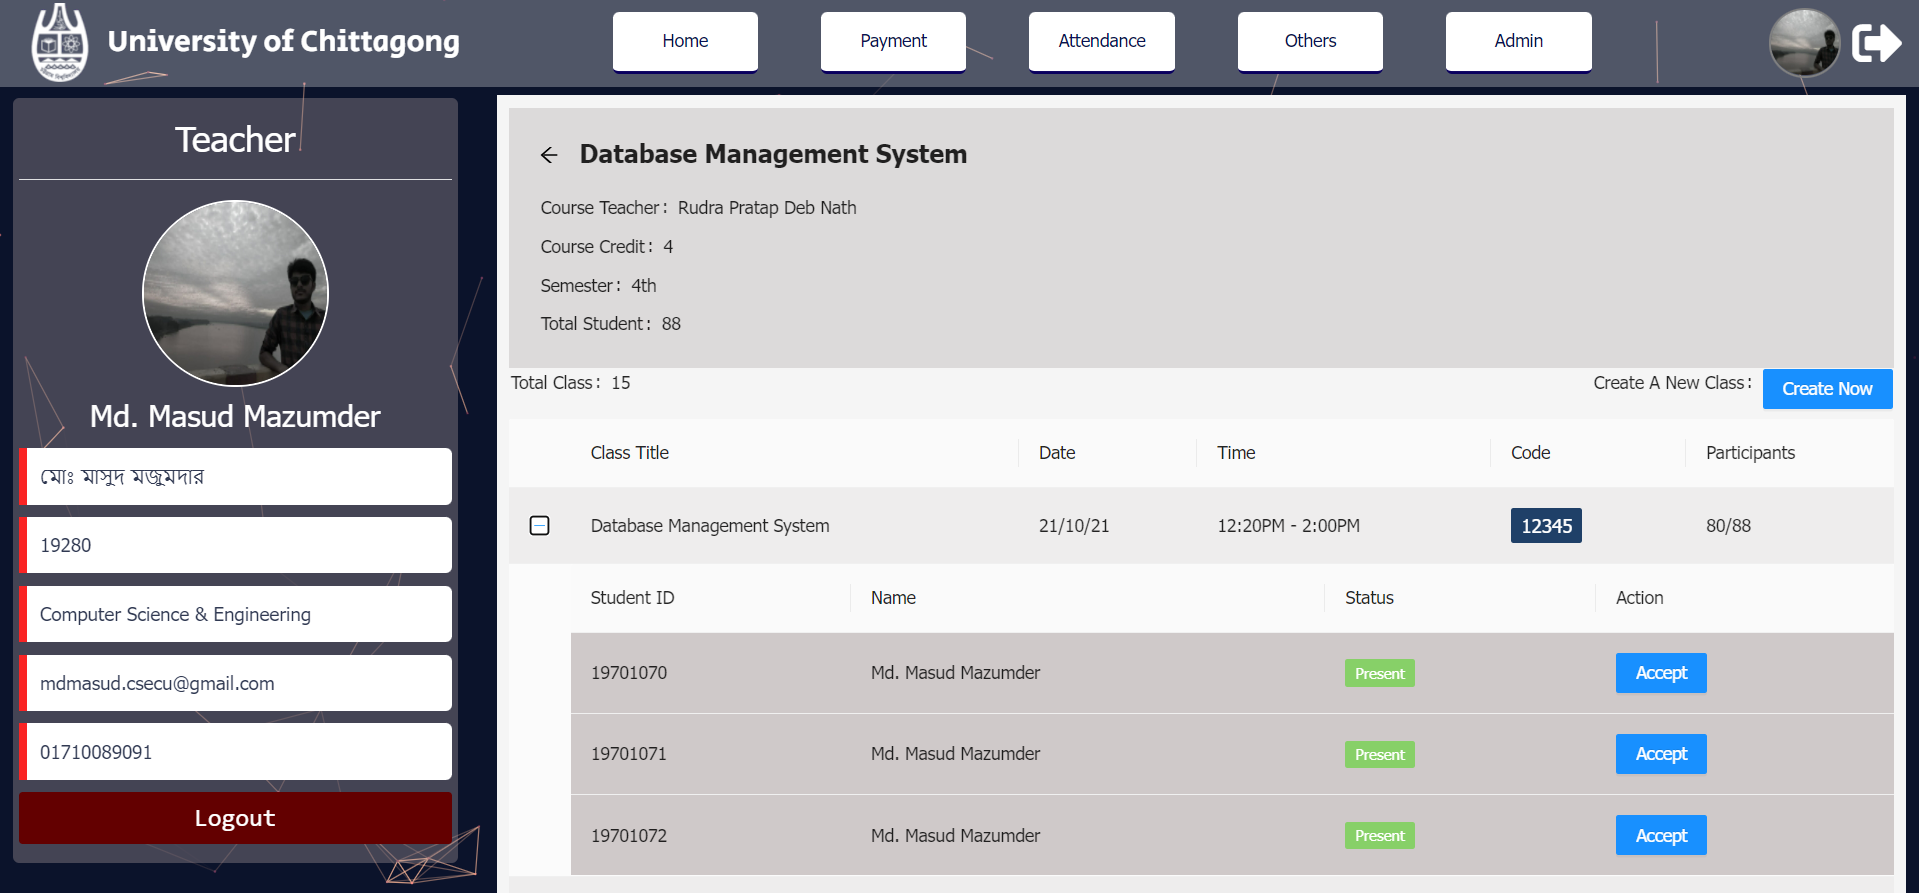 University of Chittagong
Home
Payment
Attendance
Others
Admin
Teacher
Md. Masud Mazumder
মোঃ মাসুদ মজুমদার
19280
Computer Science & Engineering
mdmasud.csecu@gmail.com
01710089091
Logout
Database Management System
Course Teacher: Rudra Pratap Deb Nath
Course Credit: 4
Semester: 4th
Total Student: 88
Total Class: 15
Create A New Class: Create Now
Class Title Date Time Code Participants
Database Management System 21/10/21 12:20PM - 2:00PM 12345 80/88
Student ID Name Status Action
19701070 Md. Masud Mazumder Present Accept
19701071 Md. Masud Mazumder Present Accept
19701072 Md. Masud Mazumder Present Accept